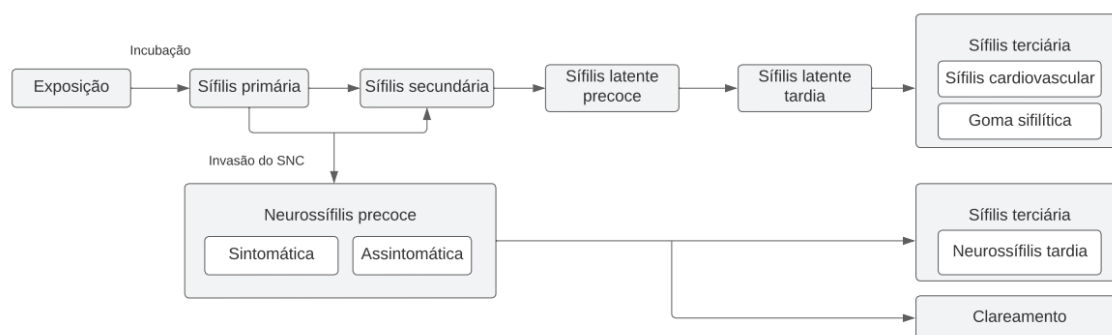 Incubação
Exposição
Sífilis primária
Sífilis secundária
Sífilis latente
precoce
Sífilis latente
tardia
Sífilis terciária
Sífilis cardiovascular
Goma sifilítica
Invasão do SNC
Neurossífilis precoce
Sintomática
Assintomática
Sífilis terciária
Neurossífilis tardia
Clareamento